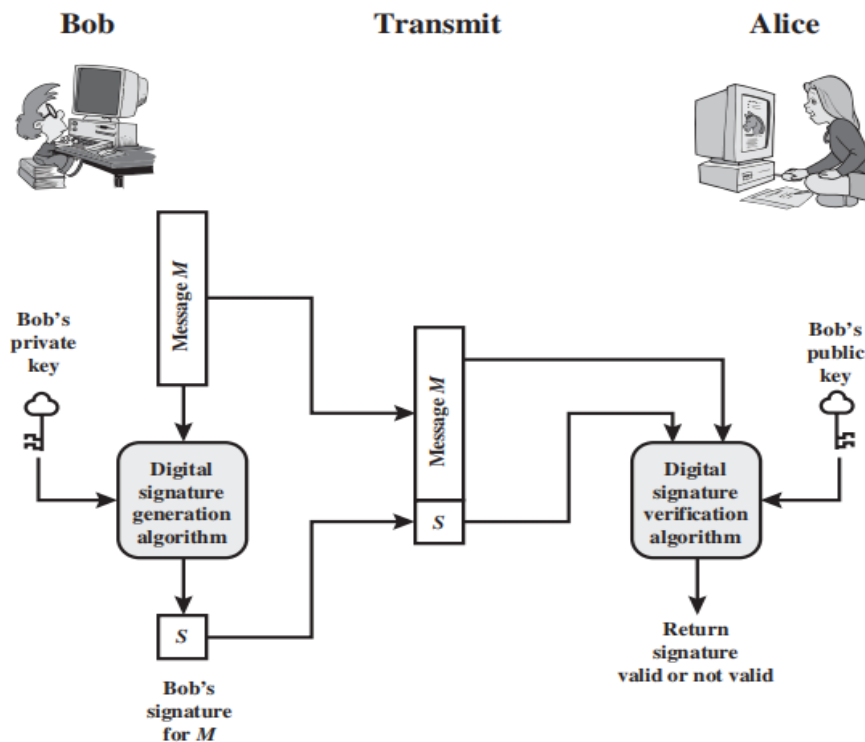 Bob
Transmit
Alice
Message M
Bob's
private
key
Digital
signature
generation
algorithm
S
Bob's
signature
for M
Message M
S
Bob's
public
key
Digital
signature
verification
algorithm
Return
signature
valid or not valid